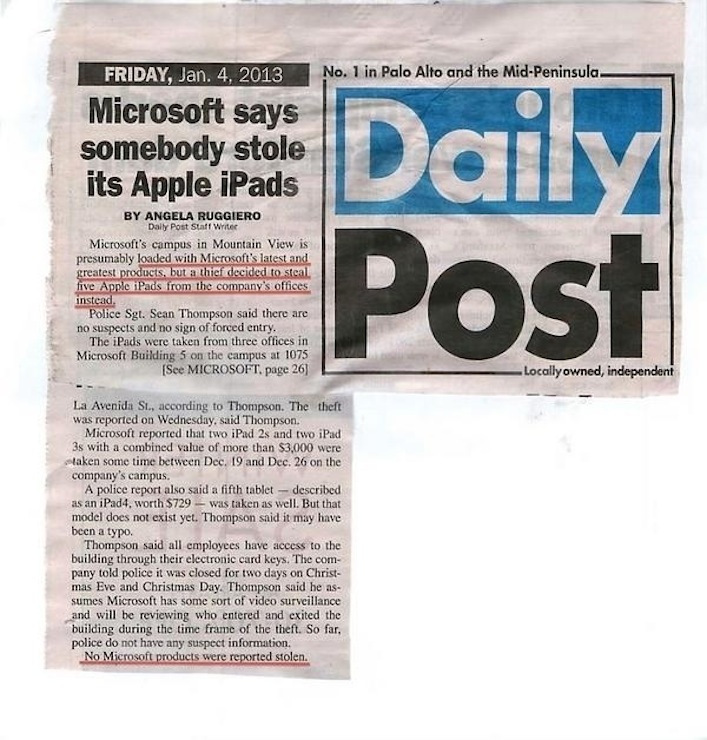 FRIDAY, Jan. 4, 2013
Microsoft says
somebody stole
its Apple iPads
BY ANGELA RUGGIERO
Daily Post Staff Writer
Microsoft's campus in Mountain View is
presumably loaded with Microsoft's latest and
greatest products, but a thief decided to steal
five Apple iPads from the company's offices
instead.
Police Sgt. Sean Thompson said there are
no suspects and no sign of forced entry.
The iPads were taken from three offices in
Microsoft Building 5 on the campus at 1075
[See MICROSOFT, page 26]
No. 1 in Palo Alto and the Mid-Peninsula
Daily
Post
Locally owned, independent
La Avenida St., according to Thompson. The theft
was reported on Wednesday, said Thompson.
Microsoft reported that two iPad 2s and two iPad
3s with a combined value of more than $3,000 were
taken some time between Dec. 19 and Dec. 26 on the
company's campus.
A police report also said a fifth tablet — described
as an iPad4, worth $729 — was taken as well. But that
model does not exist yet. Thompson said it may have
been a typo.
Thompson said all employees have access to the
building through their electronic card keys. The com-
pany told police it was closed for two days on Christ-
mas Eve and Christmas Day. Thompson said he as-
sumes Microsoft has some sort of video surveillance
and will be reviewing who entered and exited the
building during the time frame of the theft. So far,
police do not have any suspect information.
No Microsoft products were reported stolen.